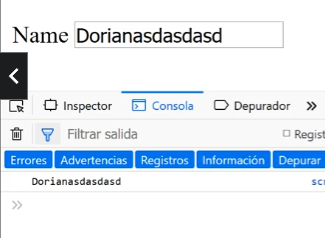 Name Dorianasdasdasd
Inspector Consola Depurador »
Filtrar salida Regist
Errores Advertencias Registros Información Depurar
Dorianasdasdasd scr
»